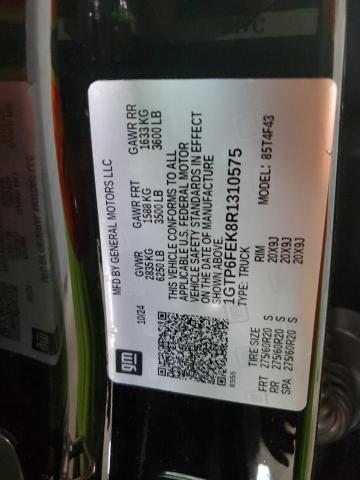 MFD BY GENERAL MOTORS LLC
GVWR GAWR FRT GAWR RR
10/24 2835 KG 1588 KG 1633 KG
6250 LB 3500 LB 3600 LB
THIS VEHICLE CONFORMS TO ALL
APPLICABLE U.S. FEDERAL MOTOR
VEHICLE SAFETY STANDARDS IN EFFECT
ON THE DATE OF MANUFACTURE
SHOWN ABOVE.
1GTP6FEK8R1310575
TYPE: TRUCK MODEL: 85T4F43
TIRE SIZE RIM
FRT 275/60R20 S 20X9J
RR 275/60R20 S 20X9J
SPA 275/60R20 S 20X9J
gm
8555